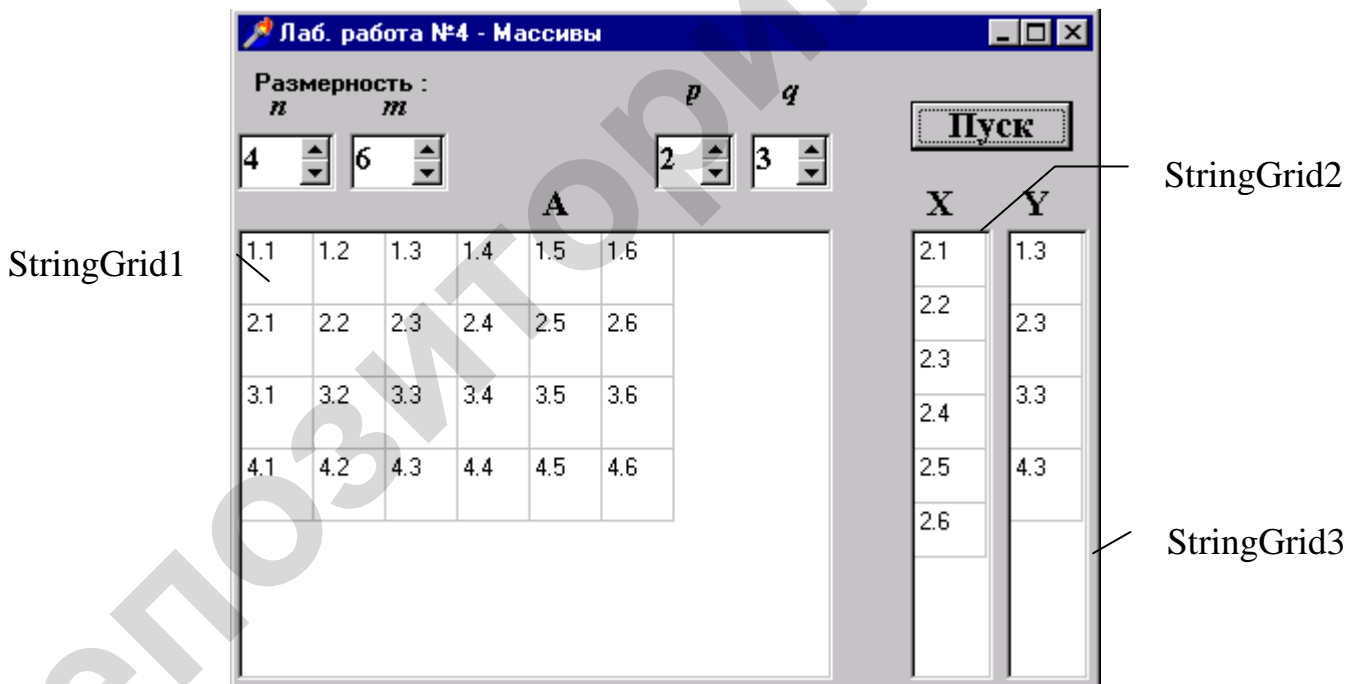 Лаб. работа №4 - Массивы
Размерность :
n m p q
4 6 2 3
Пуск
StringGrid2
A X Y
StringGrid1
1.1 1.2 1.3 1.4 1.5 1.6
2.1 2.2 2.3 2.4 2.5 2.6
3.1 3.2 3.3 3.4 3.5 3.6
4.1 4.2 4.3 4.4 4.5 4.6
2.1
2.2
2.3
2.4
2.5
2.6
1.3
2.3
3.3
4.3
StringGrid3